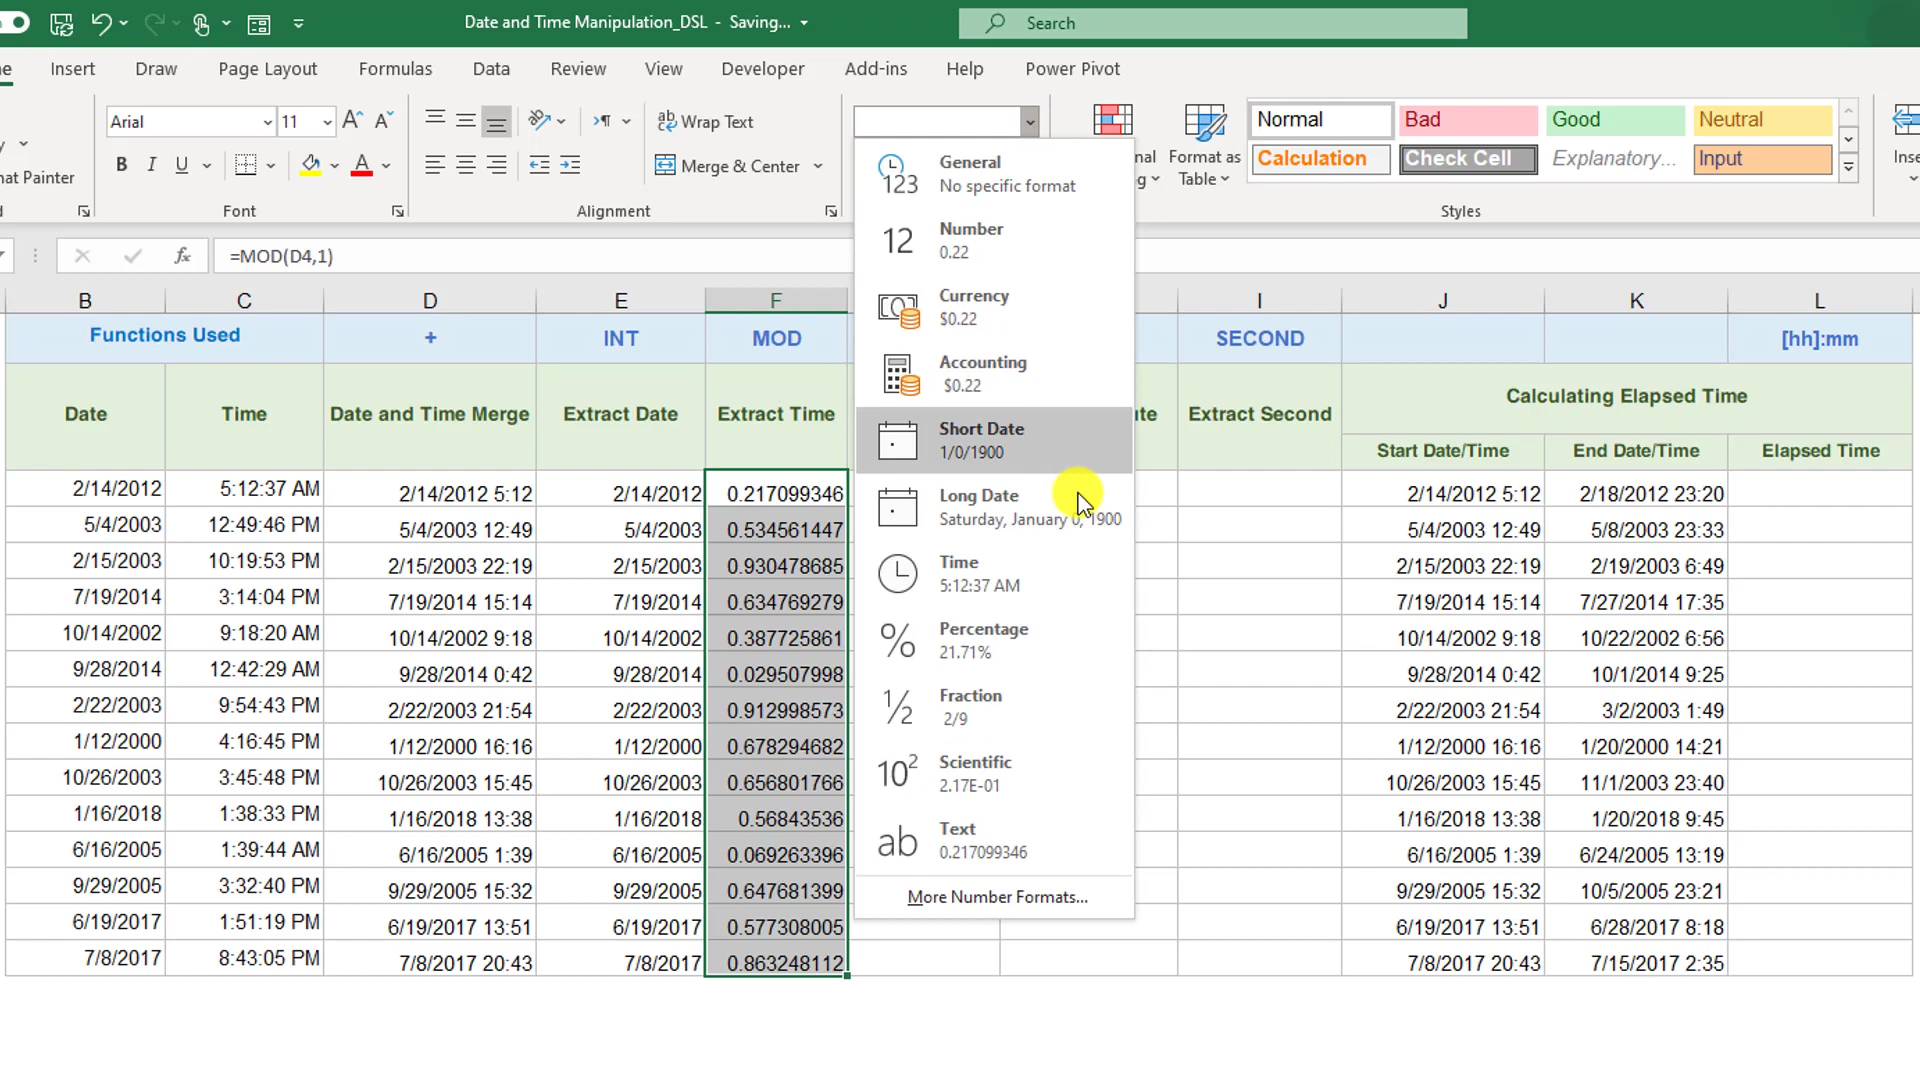 Date and Time Manipulation_DSL - Saving...
Search
Insert Draw Page Layout Formulas Data Review View Developer Add-ins Help Power Pivot
Arial 11
Wrap Text
Merge & Center
Format as Table
Normal Bad Good Neutral
Calculation Check Cell Explanatory... Input
Font Alignment Styles
=MOD(D4,1)
General
No specific format
Number
0.22
Currency
$0.22
Accounting
$0.22
Short Date
1/0/1900
Long Date
Saturday, January 0, 1900
Time
5:12:37 AM
Percentage
21.71%
Fraction
2/9
Scientific
2.17E-01
Text
0.217099346
More Number Formats...
B C D E F I J K L
Functions Used + INT MOD SECOND [hh]:mm
Date Time Date and Time Merge Extract Date Extract Time Extract Second Calculating Elapsed Time
Start Date/Time End Date/Time Elapsed Time
2/14/2012 5:12:37 AM 2/14/2012 5:12 2/14/2012 0.217099346 2/14/2012 5:12 2/18/2012 23:20
5/4/2003 12:49:46 PM 5/4/2003 12:49 5/4/2003 0.534561447 5/4/2003 12:49 5/8/2003 23:33
2/15/2003 10:19:53 PM 2/15/2003 22:19 2/15/2003 0.930478685 2/15/2003 22:19 2/19/2003 6:49
7/19/2014 3:14:04 PM 7/19/2014 15:14 7/19/2014 0.634769279 7/19/2014 15:14 7/27/2014 17:35
10/14/2002 9:18:20 AM 10/14/2002 9:18 10/14/2002 0.387725861 10/14/2002 9:18 10/22/2002 6:56
9/28/2014 12:42:29 AM 9/28/2014 0:42 9/28/2014 0.029507998 9/28/2014 0:42 10/1/2014 9:25
2/22/2003 9:54:43 PM 2/22/2003 21:54 2/22/2003 0.912998573 2/22/2003 21:54 3/2/2003 1:49
1/12/2000 4:16:45 PM 1/12/2000 16:16 1/12/2000 0.678294682 1/12/2000 16:16 1/20/2000 14:21
10/26/2003 3:45:48 PM 10/26/2003 15:45 10/26/2003 0.656801766 10/26/2003 15:45 11/1/2003 23:40
1/16/2018 1:38:33 PM 1/16/2018 13:38 1/16/2018 0.56843536 1/16/2018 13:38 1/20/2018 9:45
6/16/2005 1:39:44 AM 6/16/2005 1:39 6/16/2005 0.069263396 6/16/2005 1:39 6/24/2005 13:19
9/29/2005 3:32:40 PM 9/29/2005 15:32 9/29/2005 0.647681399 9/29/2005 15:32 10/5/2005 23:21
6/19/2017 1:51:19 PM 6/19/2017 13:51 6/19/2017 0.577308005 6/19/2017 13:51 6/28/2017 8:18
7/8/2017 8:43:05 PM 7/8/2017 20:43 7/8/2017 0.863248112 7/8/2017 20:43 7/15/2017 2:35